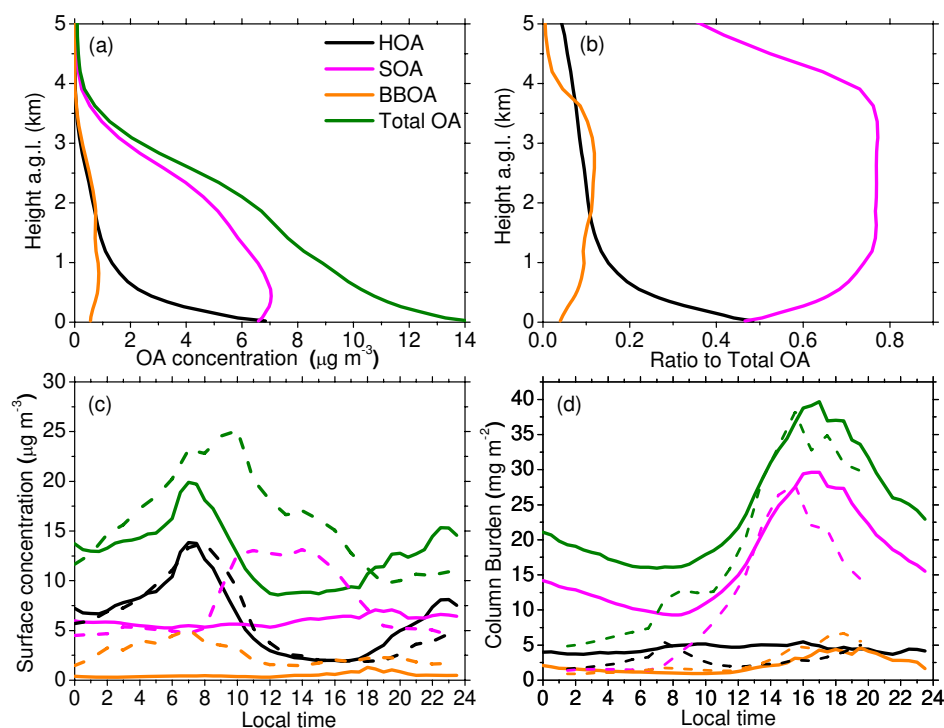 (a)
HOA
SOA
BBOA
Total OA
5
4
3
2
1
0
Height a.g.l. (km)
0 2 4 6 8 10 12 14
OA concentration (μg m⁻³)
(b)
5
4
3
2
1
0
Height a.g.l. (km)
0.0 0.2 0.4 0.6 0.8
Ratio to Total OA
(c)
30
25
20
15
10
5
0
Surface concentration (μg m⁻³)
0 2 4 6 8 10 12 14 16 18 20 22 24
Local time
(d)
40
35
30
25
20
15
10
5
0
Column Burden (mg m⁻²)
0 2 4 6 8 10 12 14 16 18 20 22 24
Local time